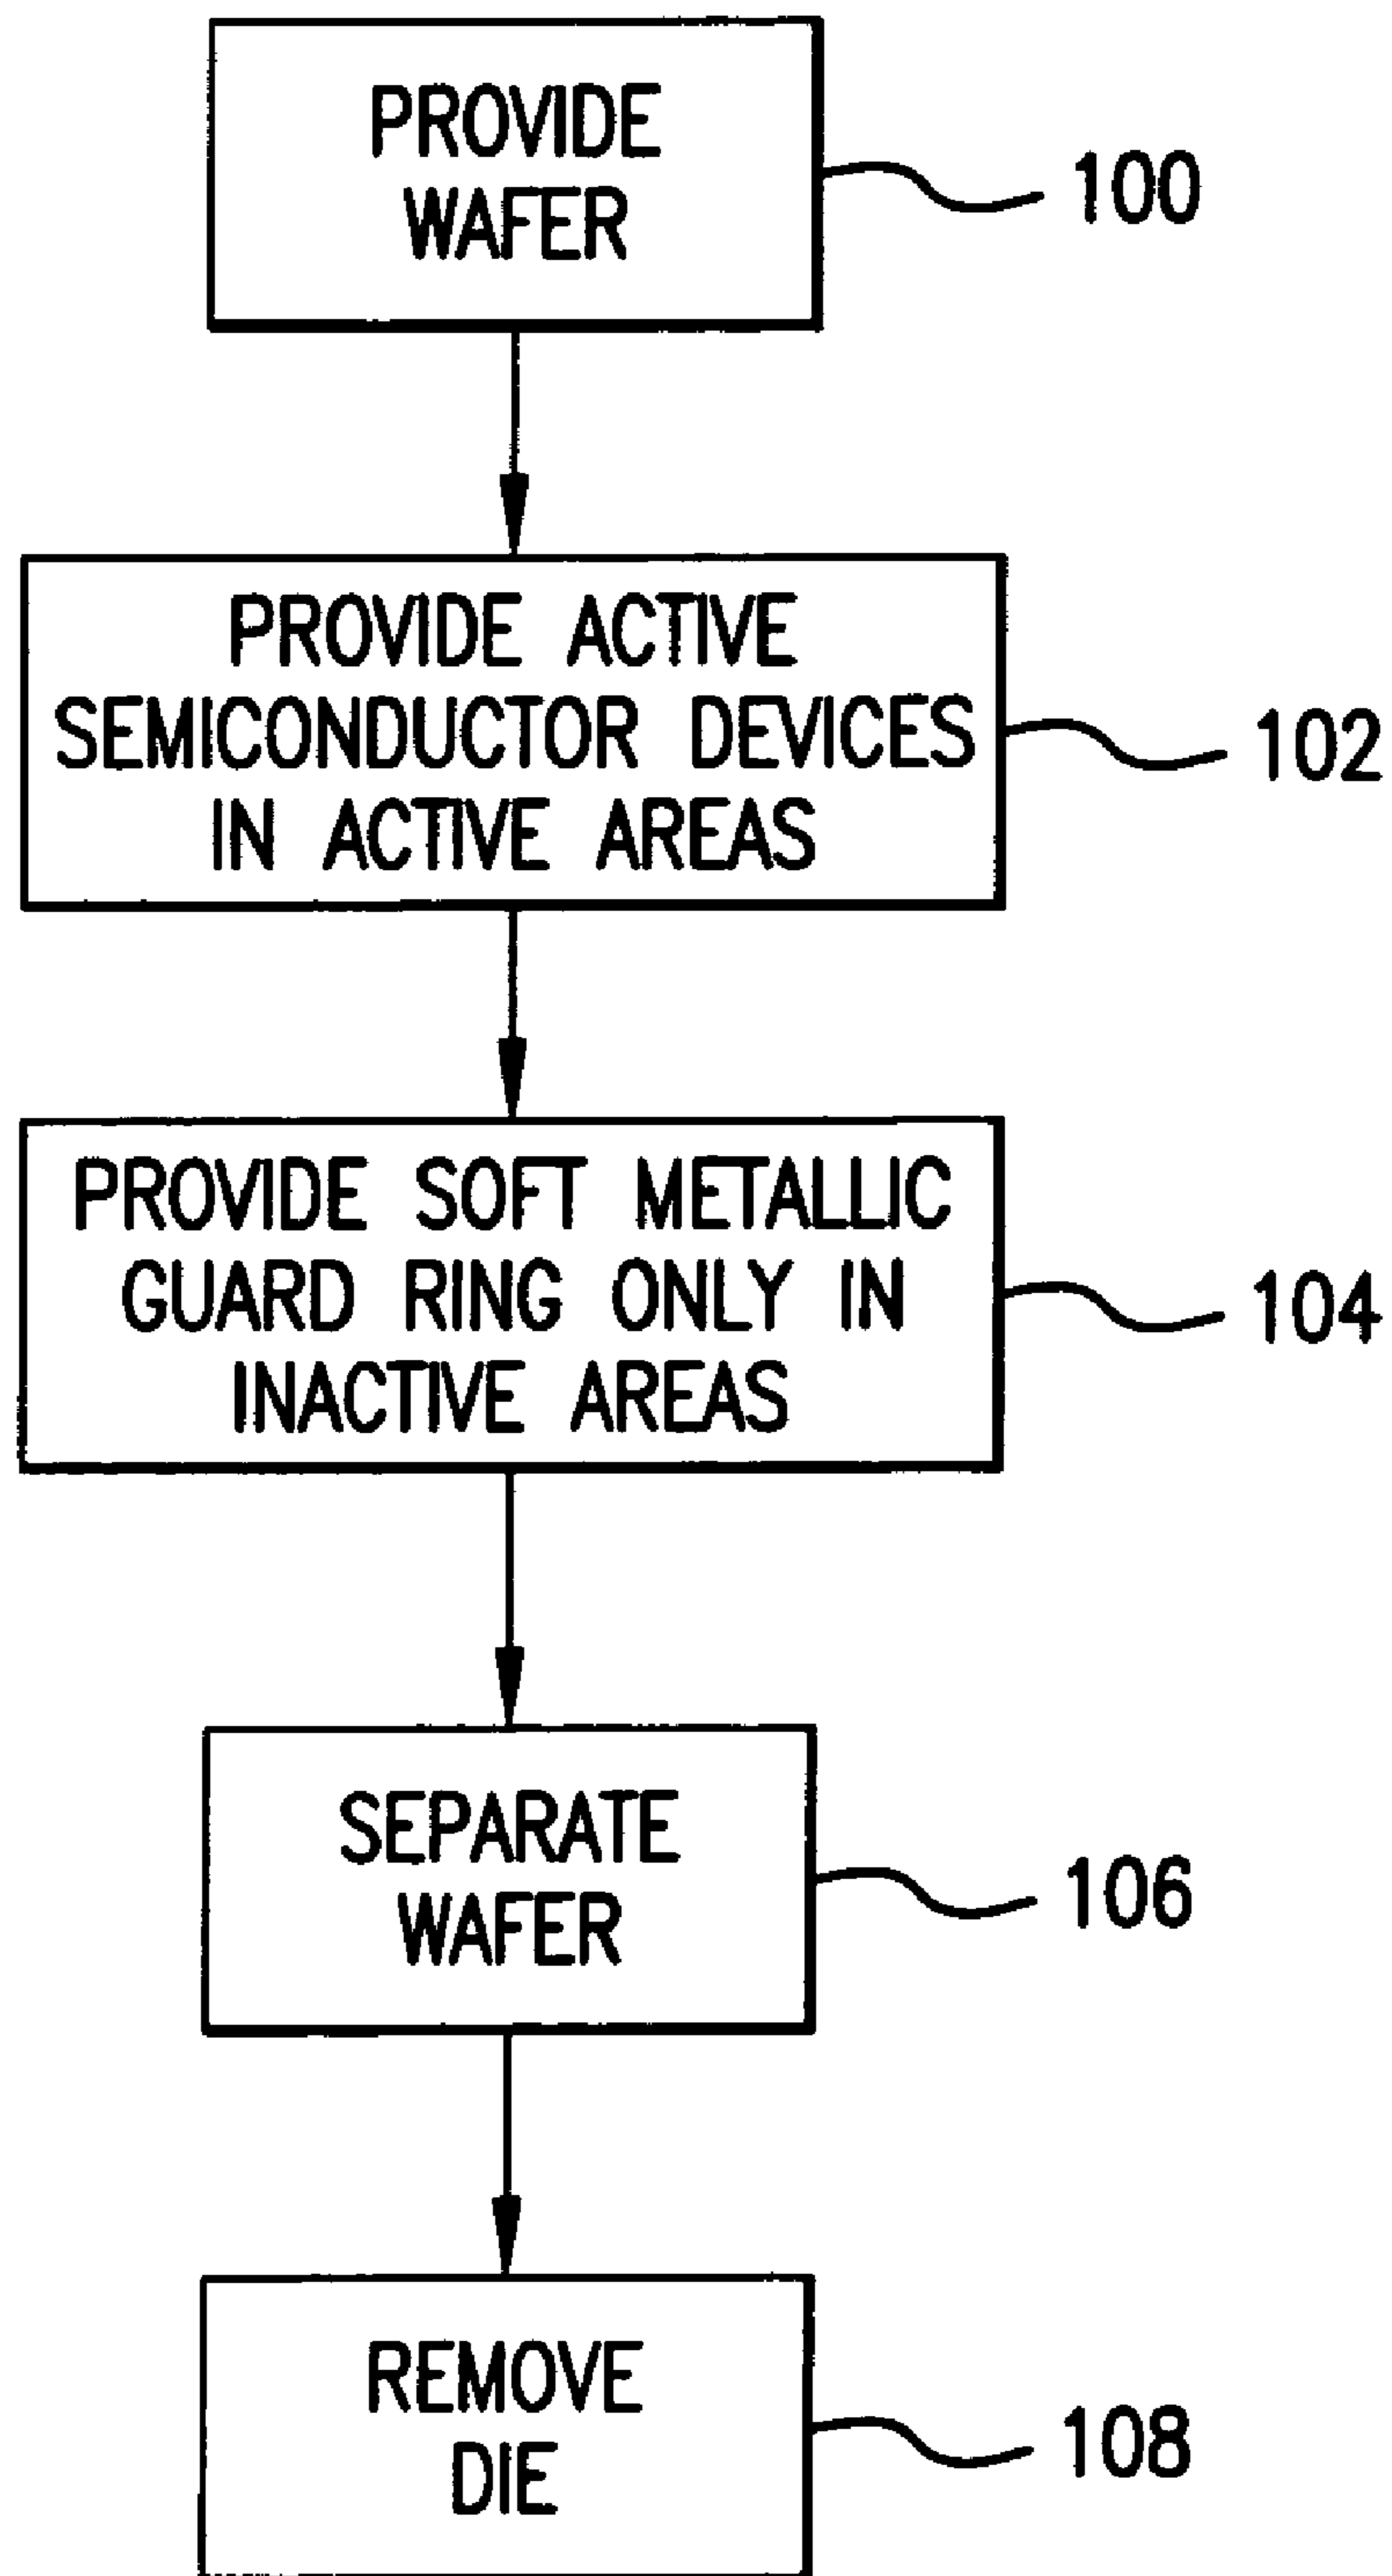 PROVIDE
WAFER
100
PROVIDE ACTIVE
SEMICONDUCTOR DEVICES
IN ACTIVE AREAS
102
PROVIDE SOFT METALLIC
GUARD RING ONLY IN
INACTIVE AREAS
104
SEPARATE
WAFER
106
REMOVE
DIE
108